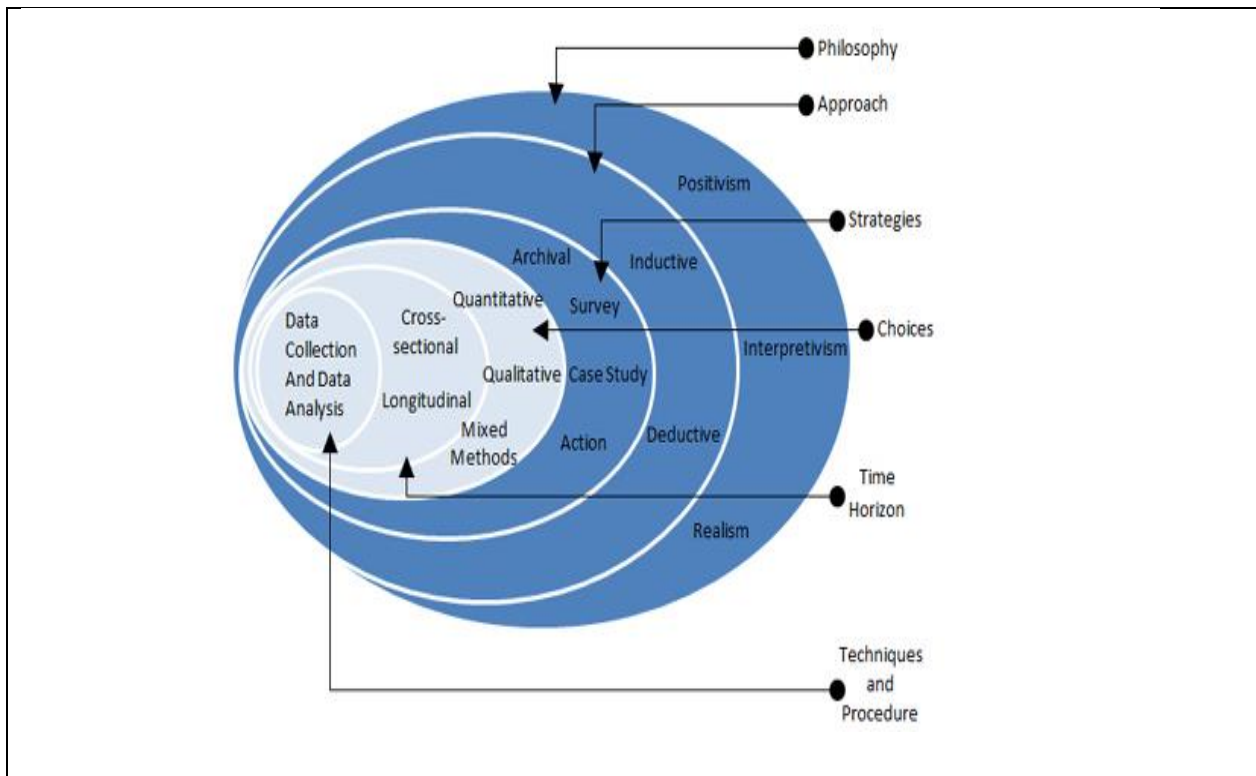 Philosophy
Approach
Positivism
Strategies
Archival
Inductive
Quantitative
Survey
Data
Collection
And Data
Analysis
Cross-
sectional
Choices
Interpretivism
Qualitative
Case Study
Longitudinal
Mixed
Methods
Action
Deductive
Time
Horizon
Realism
Techniques
and
Procedure